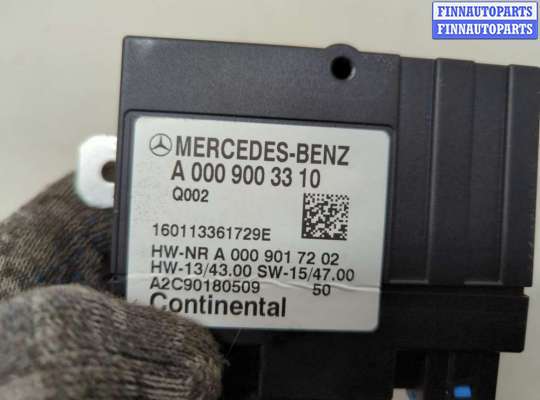 FINNAUTOPARTS
FINNAUTOPARTS
MERCEDES-BENZ
A 000 900 33 10
Q002
160113361729E
HW-NR A 000 901 72 02
HW-13/43.00 SW-15/47.00
A2C90180509 50
Continental